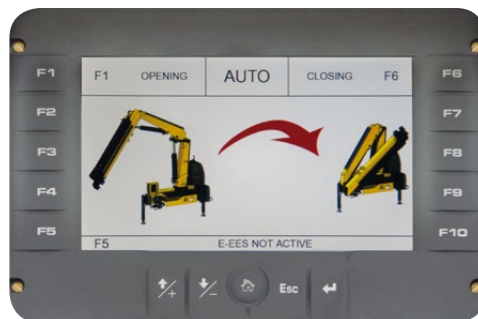 F1 OPENING AUTO CLOSING F6
F1
F2
F3
F4
F5
F6
F7
F8
F9
F10
F5 E-EES NOT ACTIVE
+ - Esc